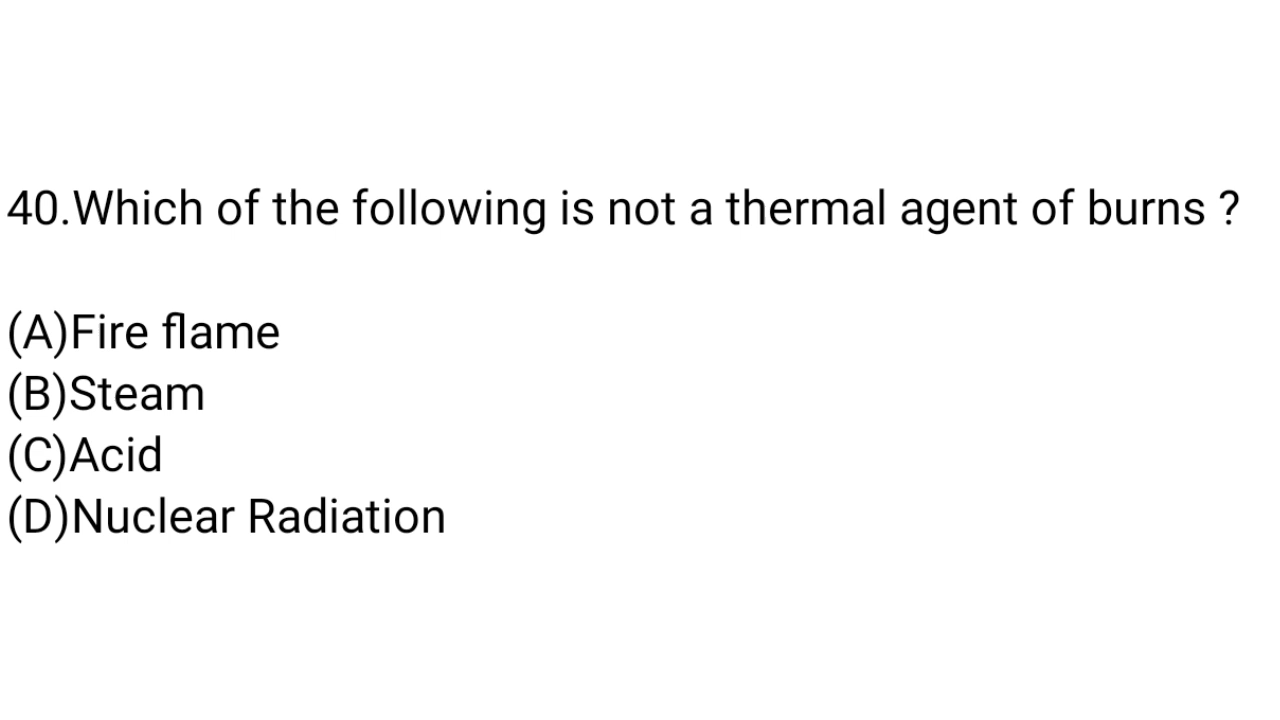 40.Which of the following is not a thermal agent of burns ?
(A)Fire flame
(B)Steam
(C)Acid
(D)Nuclear Radiation